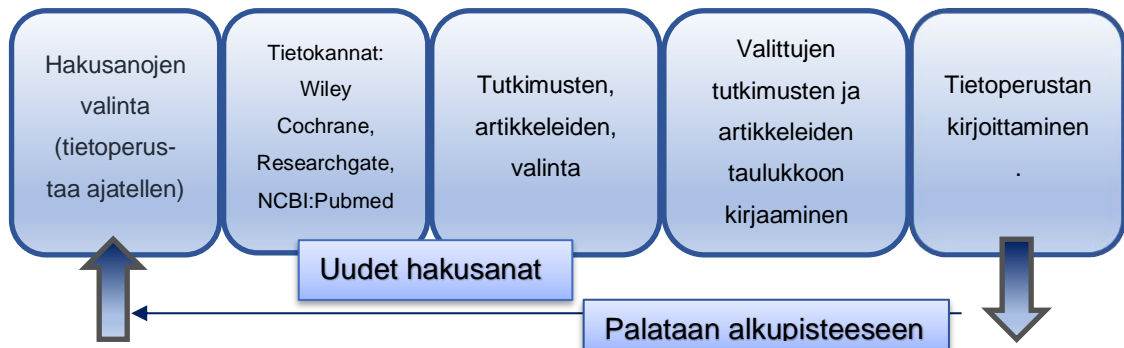 Hakusanojen
valinta
(tietoperus-
taa ajatellen)
Tietokannat:
Wiley
Cochrane,
Researchgate,
NCBI:Pubmed
Tutkimusten,
artikkeleiden,
valinta
Valittujen
tutkimusten ja
artikkeleiden
taulukkoon
kirjaaminen
Tietoperustan
kirjoittaminen
.
Uudet hakusanat
Palataan alkupisteeseen